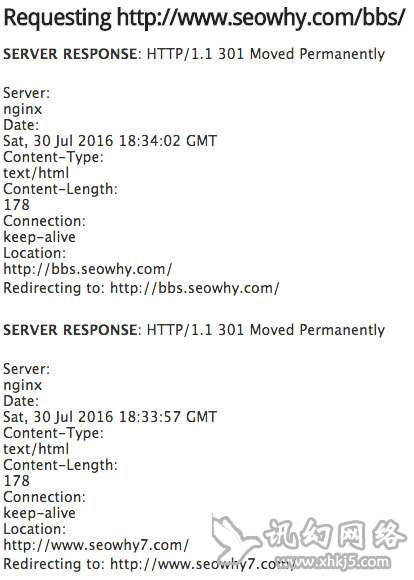 Requesting http://www.seowhy.com/bbs/
SERVER RESPONSE: HTTP/1.1 301 Moved Permanently
Server:
nginx
Date:
Sat, 30 Jul 2016 18:34:02 GMT
Content-Type:
text/html
Content-Length:
178
Connection:
keep-alive
Location:
http://bbs.seowhy.com/
Redirecting to: http://bbs.seowhy.com/
SERVER RESPONSE: HTTP/1.1 301 Moved Permanently
Server:
nginx
Date:
Sat, 30 Jul 2016 18:33:57 GMT
Content-Type:
text/html
Content-Length:
178
Connection:
keep-alive
Location:
http://www.seowhy7.com/
Redirecting to: http://www.seowhy7.com/
讯幻网络
www.xhkj5.com